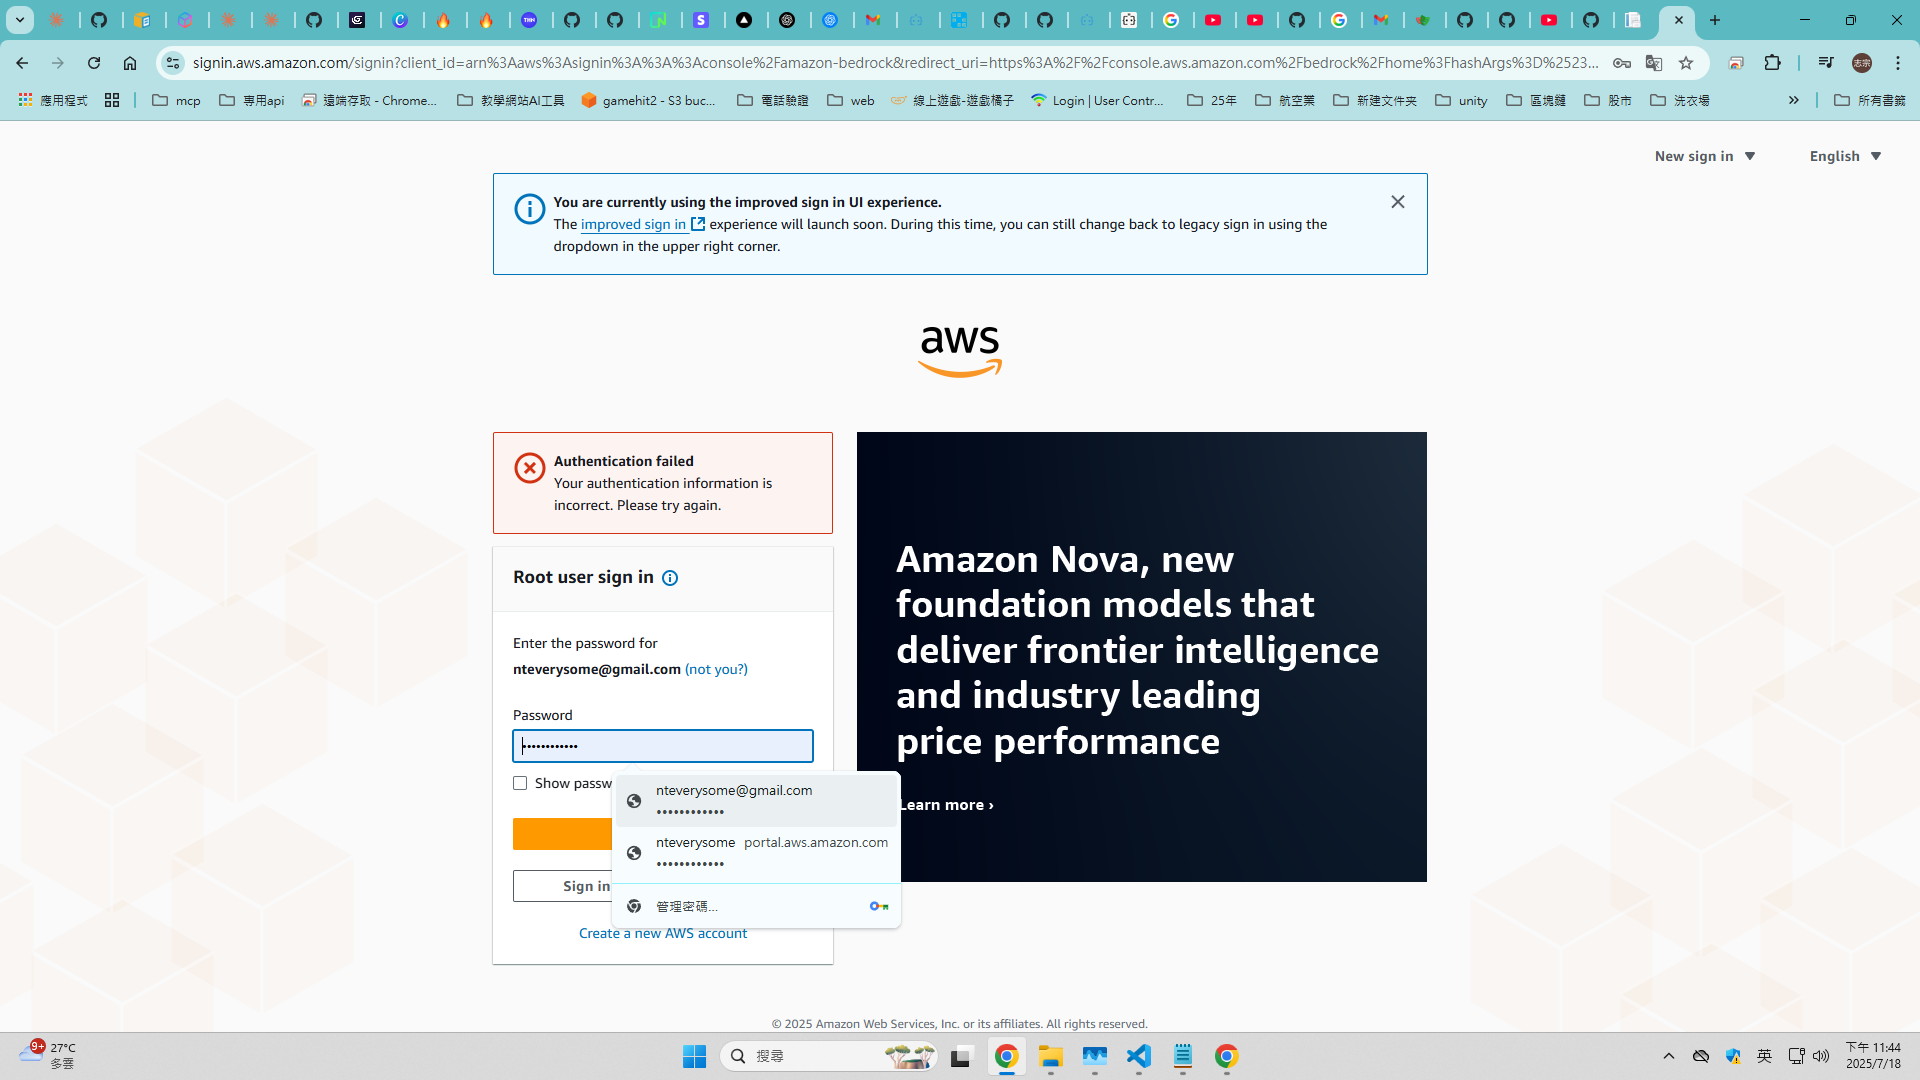 signin.aws.amazon.com/signin?client_id=arn%3Aaws%3Asignin%3A%3A%3Aconsole%2Famazon-bedrock&redirect_uri=https%3A%2F%2Fconsole.aws.amazon.com%2Fbedrock%2Fhome%3FhashArgs%3D%2523...
志宗
應用程式
mcp
専用api
遠端存取 - Chrome...
教學網站AI工具
gamehit2 - S3 buc...
電話驗證
web
線上遊戲-遊戲橘子
Login | User Contr...
25年
航空業
新建文件夹
unity
區塊鏈
股市
洗衣場
»
所有書籤
New sign in
English
You are currently using the improved sign in UI experience.
The improved sign in experience will launch soon. During this time, you can still change back to legacy sign in using the
dropdown in the upper right corner.
aws
Authentication failed
Your authentication information is
incorrect. Please try again.
Root user sign in
Enter the password for
nteverysome@gmail.com (not you?)
Password
••••••••••••
Show passw
nteverysome@gmail.com
••••••••••••
nteverysome portal.aws.amazon.com
••••••••••••
Sign in
管理密碼...
Create a new AWS account
Amazon Nova, new
foundation models that
deliver frontier intelligence
and industry leading
price performance
Learn more ›
© 2025 Amazon Web Services, Inc. or its affiliates. All rights reserved.
9+
27°C
多雲
搜尋
英
下午 11:44
2025/7/18